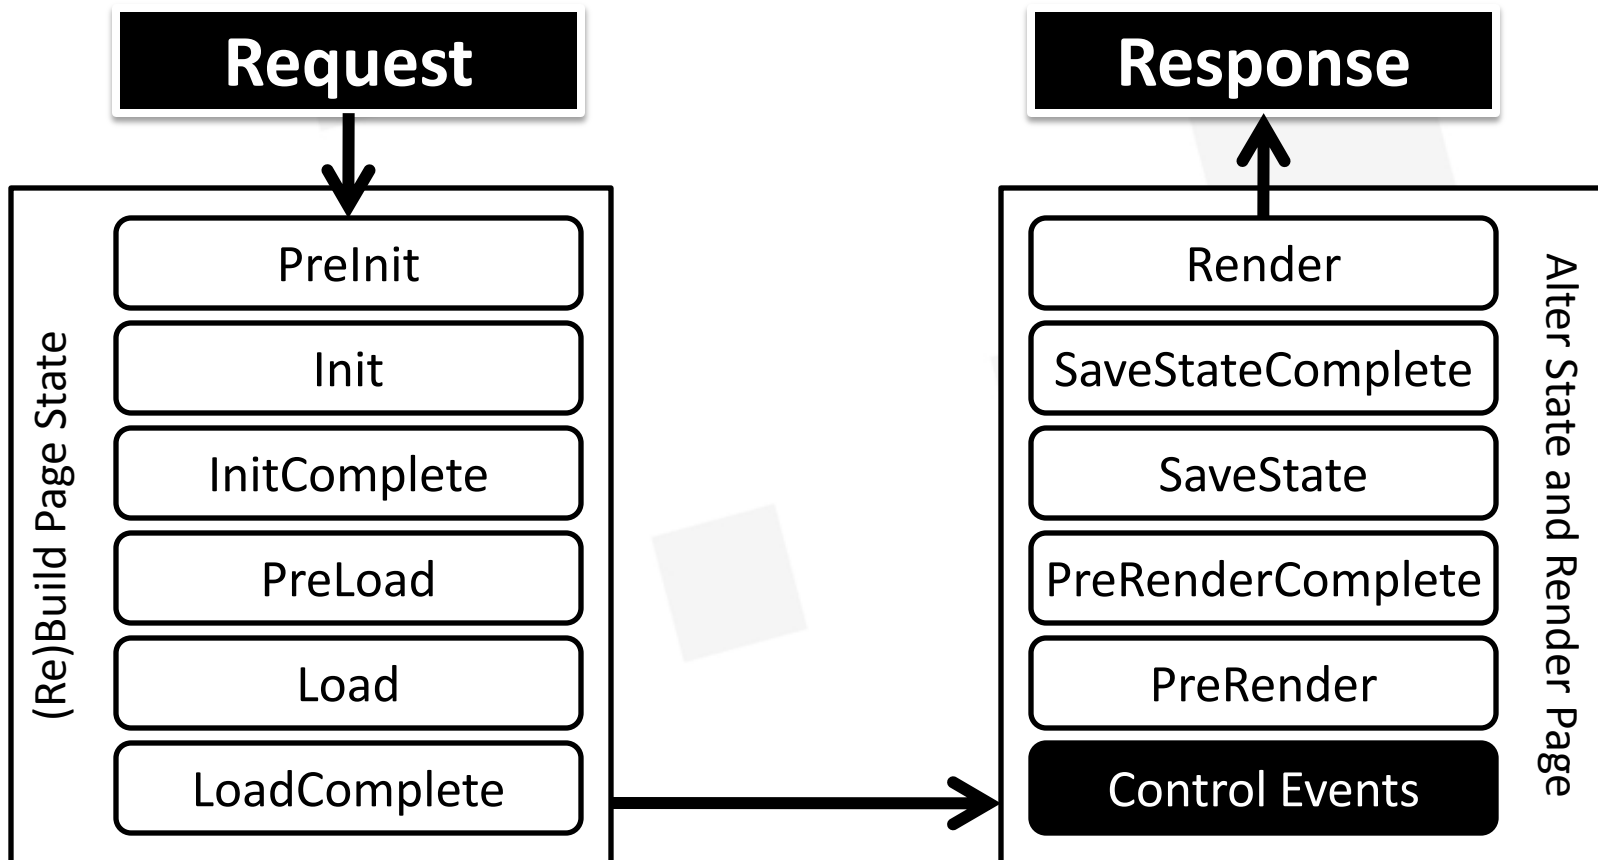 Request
Response
(Re)Build Page State
PreInit
Init
InitComplete
PreLoad
Load
LoadComplete
Render
SaveStateComplete
SaveState
PreRenderComplete
PreRender
Control Events
Alter State and Render Page